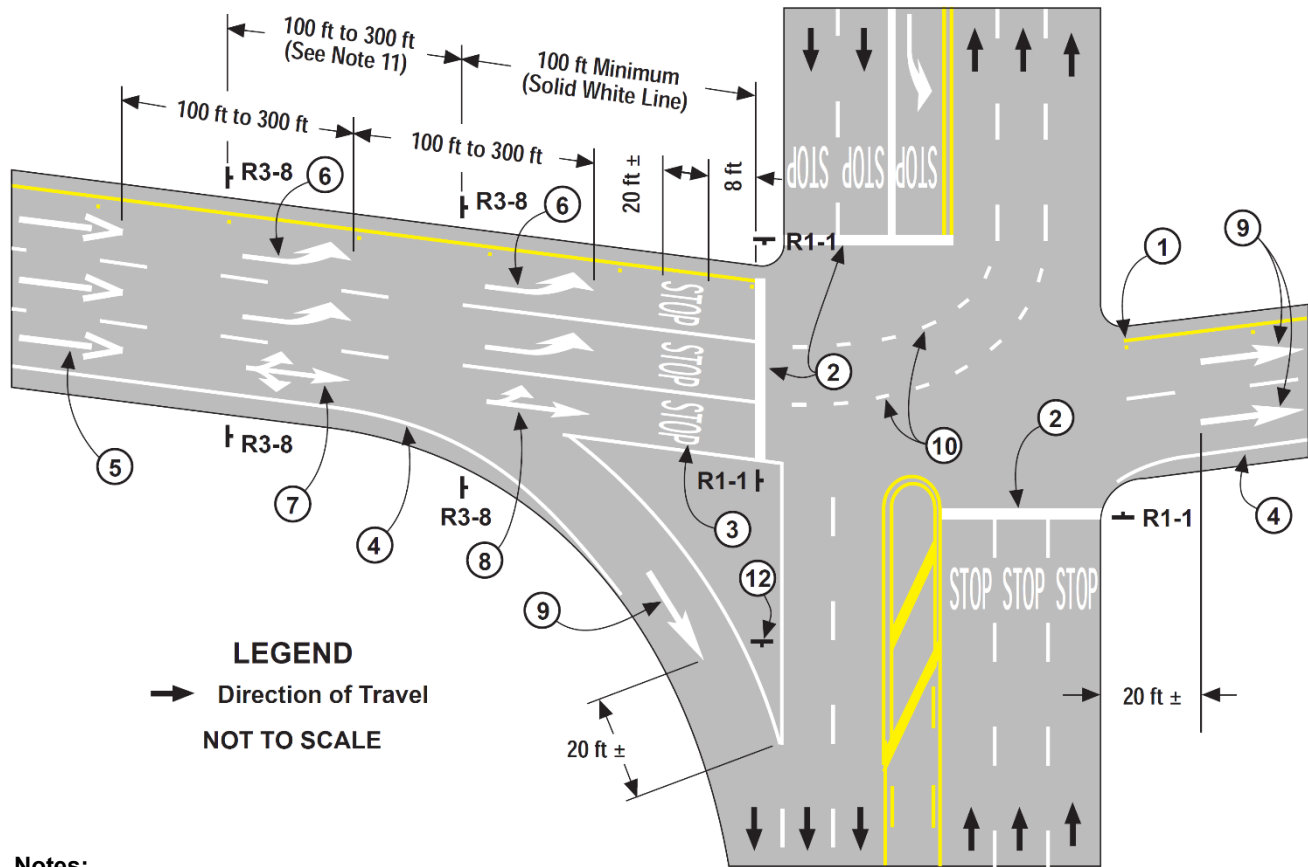 100 ft to 300 ft
(See Note 11)
100 ft Minimum
(Solid White Line)
100 ft to 300 ft
100 ft to 300 ft
20 ft ±
8 ft
STOP
STOP
STOP
R3-8
6
R3-8
6
R1-1
1
9
STOP
STOP
STOP
2
2
10
5
R3-8
7
4
R3-8
8
R1-1
3
4
R1-1
12
STOP
STOP
STOP
9
LEGEND
Direction of Travel
NOT TO SCALE
20 ft ±
20 ft ±
Notes: